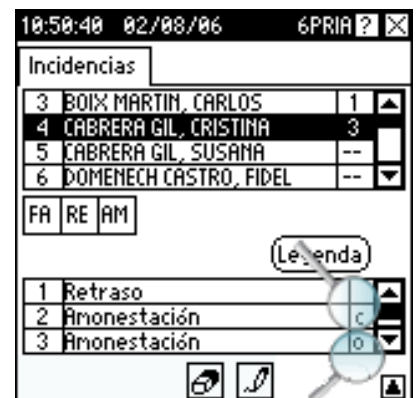 10:50:40 02/08/06 6PRIA ? X
Incidencias
3 BOIX MARTIN, CARLOS 1
4 CABRERA GIL, CRISTINA 3
5 CABRERA GIL, SUSANA --
6 DOMENECH CASTRO, FIDEL --
FA RE AM
Leyenda
1 Retraso
2 Amonestación c
3 Amonestación o